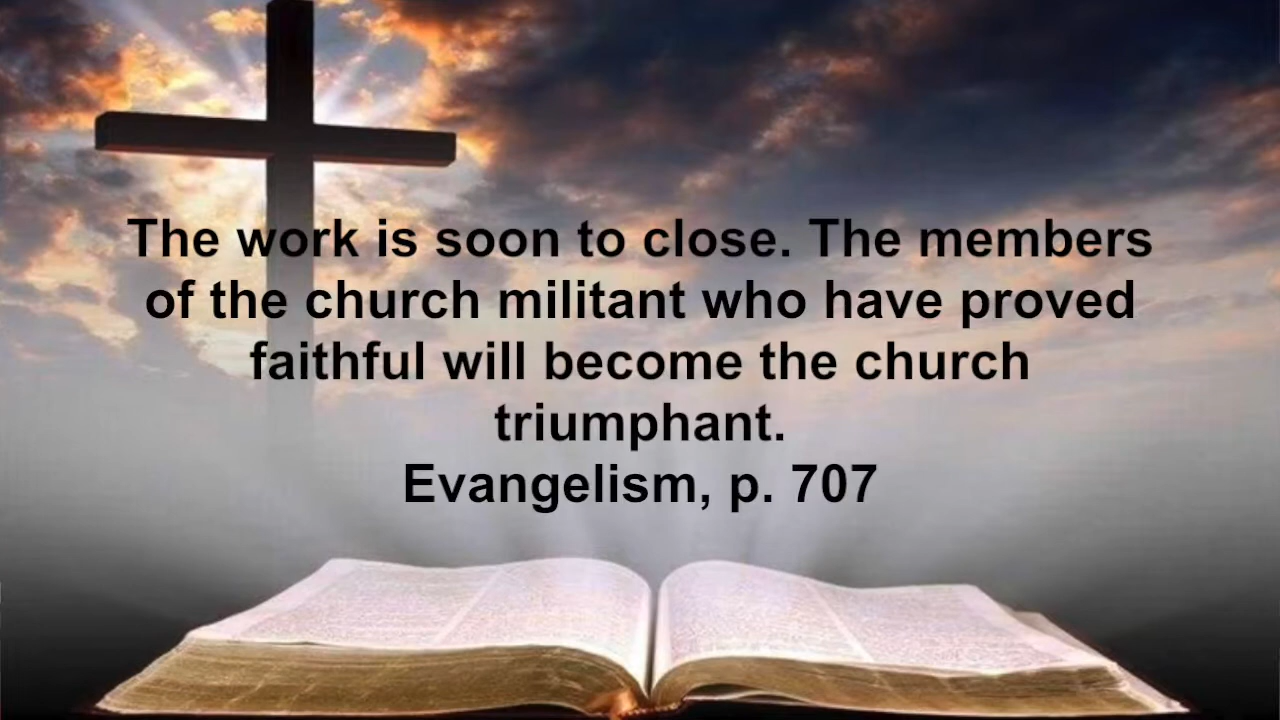 The work is soon to close. The members
of the church militant who have proved
faithful will become the church
triumphant.
Evangelism, p. 707